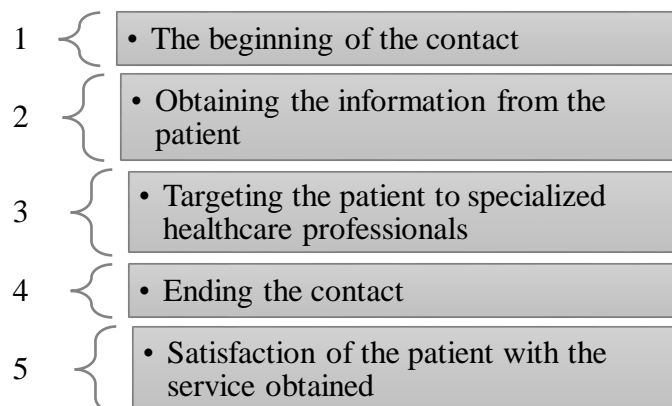 1 • The beginning of the contact
2 • Obtaining the information from the
patient
3 • Targeting the patient to specialized
healthcare professionals
4 • Ending the contact
5 • Satisfaction of the patient with the
service obtained